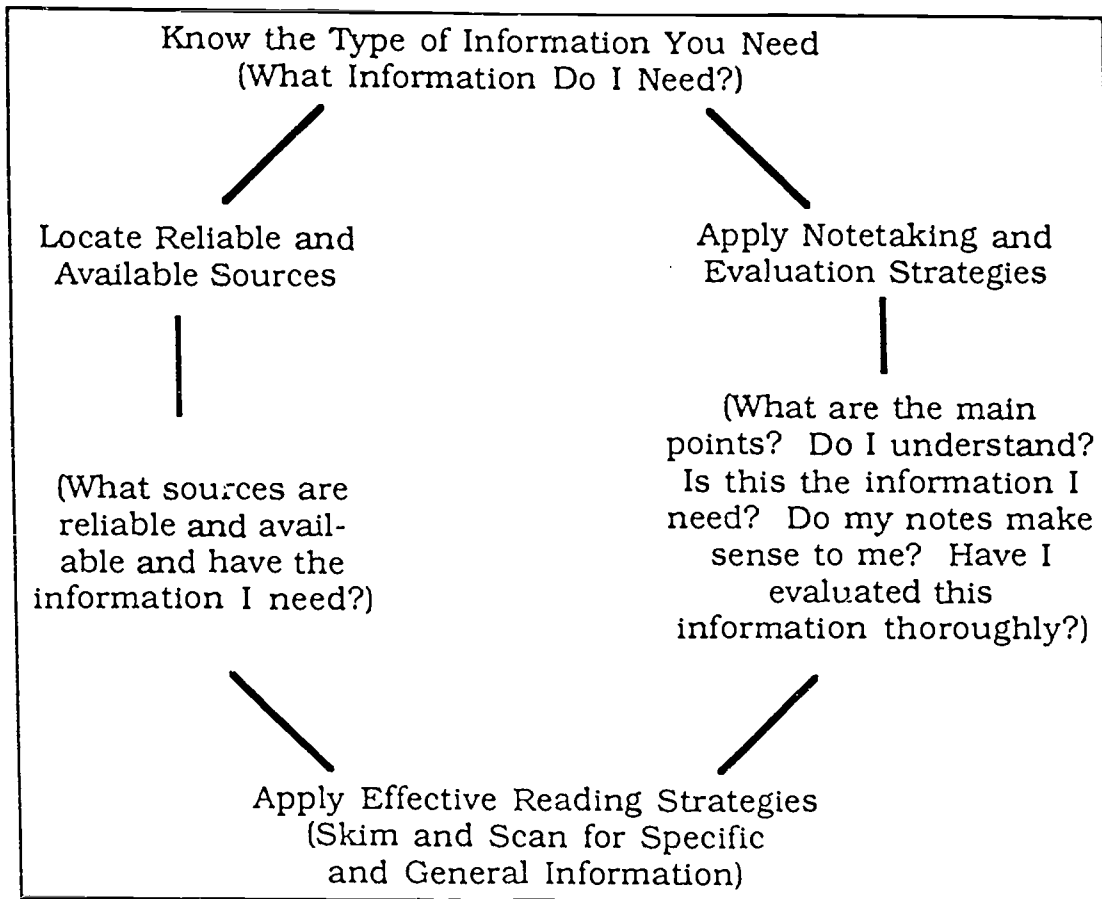 Know the Type of Information You Need
(What Information Do I Need?)
Locate Reliable and
Available Sources
(What sources are
reliable and avail-
able and have the
information I need?)
Apply Notetaking and
Evaluation Strategies
(What are the main
points? Do I understand?
Is this the information I
need? Do my notes make
sense to me? Have I
evaluated this
information thoroughly?)
Apply Effective Reading Strategies
(Skim and Scan for Specific
and General Information)